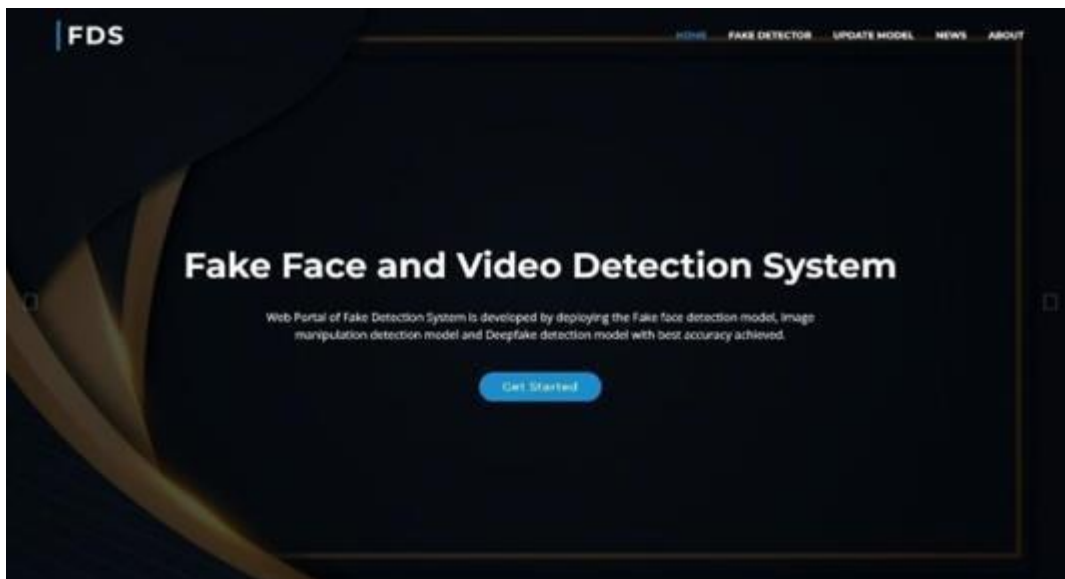 FDS
HOME FAKE DETECTOR UPDATE MODEL NEWS ABOUT
Fake Face and Video Detection System
Web Portal of Fake Detection System is developed by deploying the Fake face detection model, Image
manipulation detection model and Deepfake detection model with best accuracy achieved.
Get Started